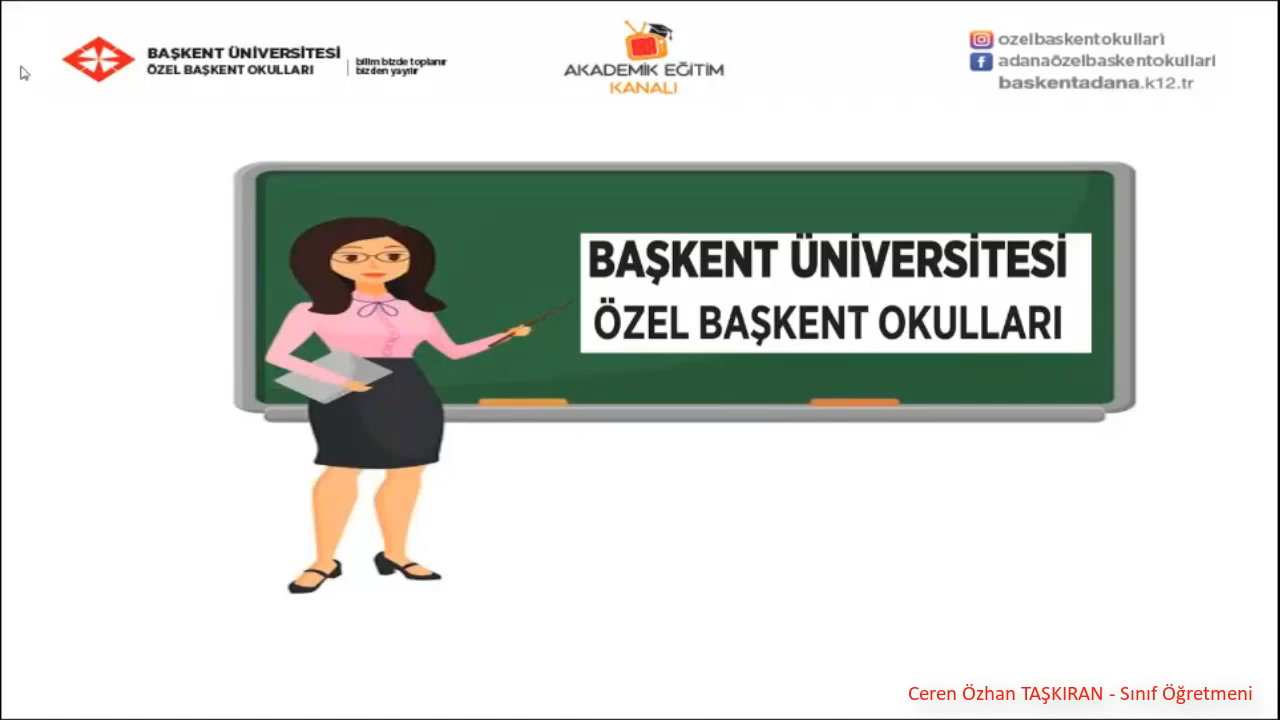 BAŞKENT ÜNİVERSİTESİ
ÖZEL BAŞKENT OKULLARI
bilim bizde toplanır
bizden yayılır
AKADEMİK EĞİTİM
KANALI
ozelbaskentokullari
adanaözelbaskentokullari
baskentadana.k12.tr
BAŞKENT ÜNİVERSİTESİ
ÖZEL BAŞKENT OKULLARI
Ceren Özhan TAŞKIRAN - Sınıf Öğretmeni